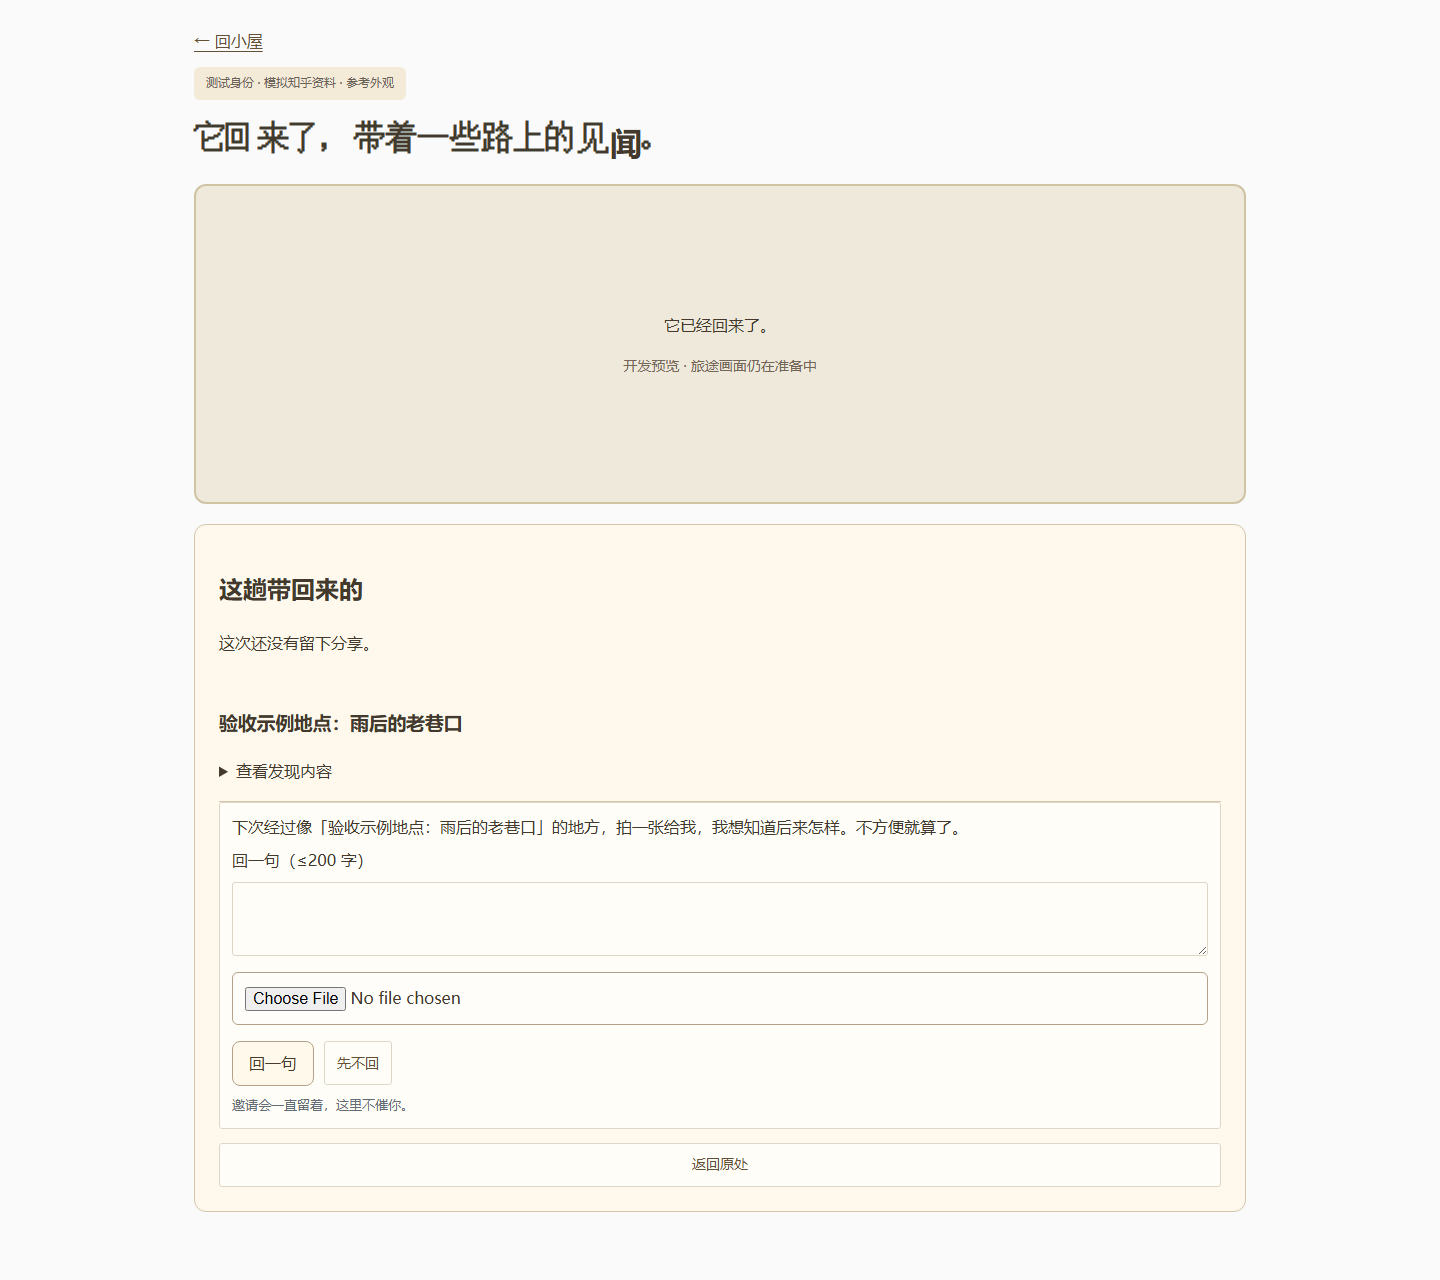 ← 回小屋
测试身份 · 模拟知乎资料 · 参考外观
它回来了，带着一些路上的见闻。
它已经回来了。
开发预览 · 旅途画面仍在准备中
这趟带回来的
这次还没有留下分享。
验收示例地点：雨后的老巷口
▶ 查看发现内容
下次经过像「验收示例地点：雨后的老巷口」的地方，拍一张给我，我想知道后来怎样。不方便就算了。
回一句（≤200 字）
Choose File No file chosen
回一句 先不回
邀请会一直留着，这里不催你。
返回原处